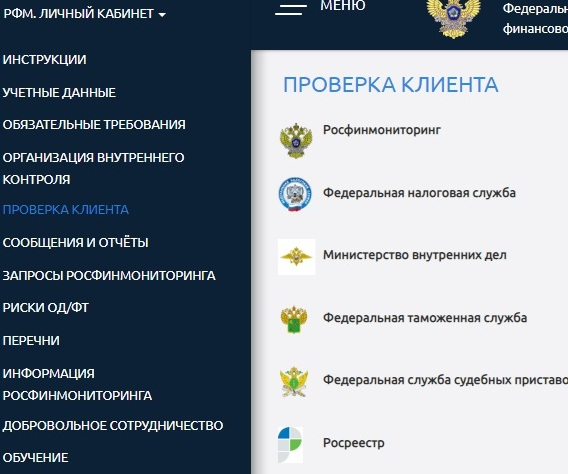 РФМ. ЛИЧНЫЙ КАБИНЕТ
ИНСТРУКЦИИ
УЧЕТНЫЕ ДАННЫЕ
ОБЯЗАТЕЛЬНЫЕ ТРЕБОВАНИЯ
ОРГАНИЗАЦИЯ ВНУТРЕННЕГО
КОНТРОЛЯ
ПРОВЕРКА КЛИЕНТА
СООБЩЕНИЯ И ОТЧЁТЫ
ЗАПРОСЫ РОСФИНМОНИТОРИНГА
РИСКИ ОД/ФТ
ПЕРЕЧНИ
ИНФОРМАЦИЯ
РОСФИНМОНИТОРИНГА
ДОБРОВОЛЬНОЕ СОТРУДНИЧЕСТВО
ОБУЧЕНИЕ
МЕНЮ
Федераль
финансово
ПРОВЕРКА КЛИЕНТА
Росфинмониторинг
Федеральная налоговая служба
Министерство внутренних дел
Федеральная таможенная служба
Федеральная служба судебных приставо
Росреестр